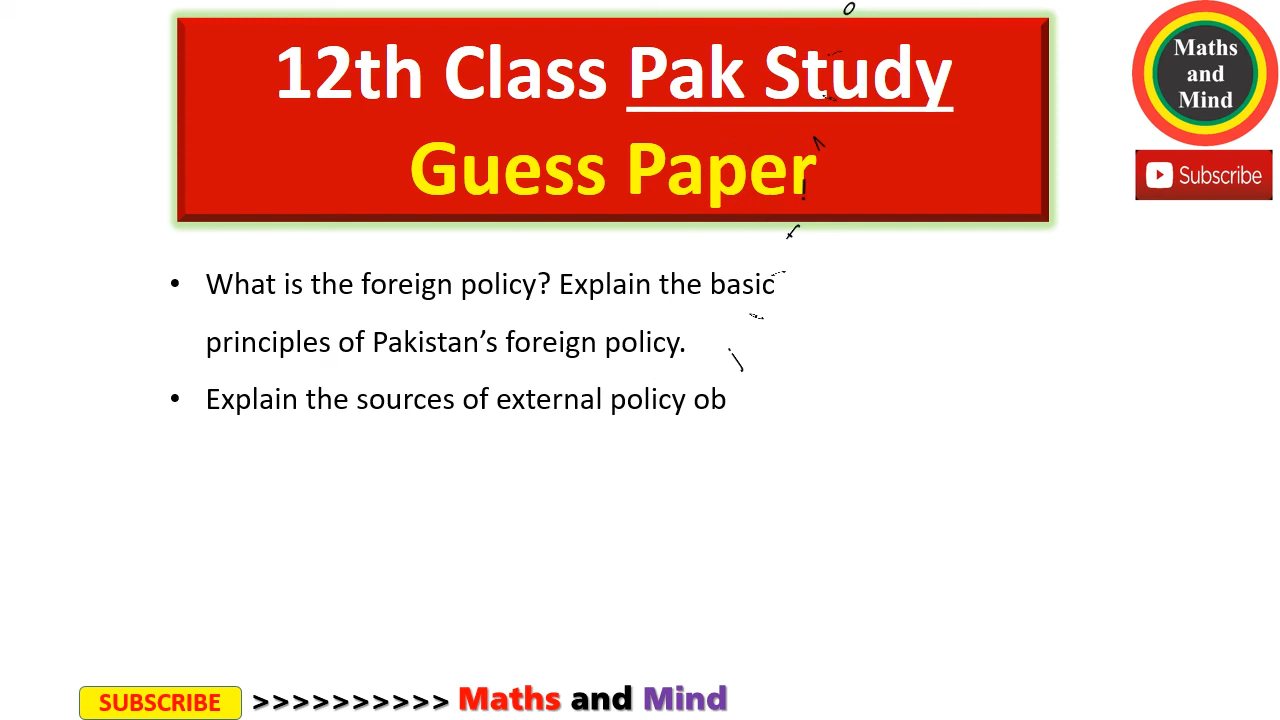 12th Class Pak Study
Guess Paper
Maths
and
Mind
Subscribe
• What is the foreign policy? Explain the basic
principles of Pakistan’s foreign policy.
• Explain the sources of external policy ob
SUBSCRIBE >>>>>>>>>> Maths and Mind